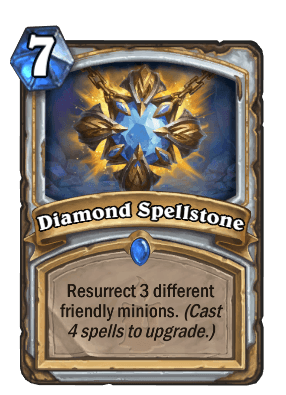 7
Diamond Spellstone
Resurrect 3 different
friendly minions. (Cast
4 spells to upgrade.)